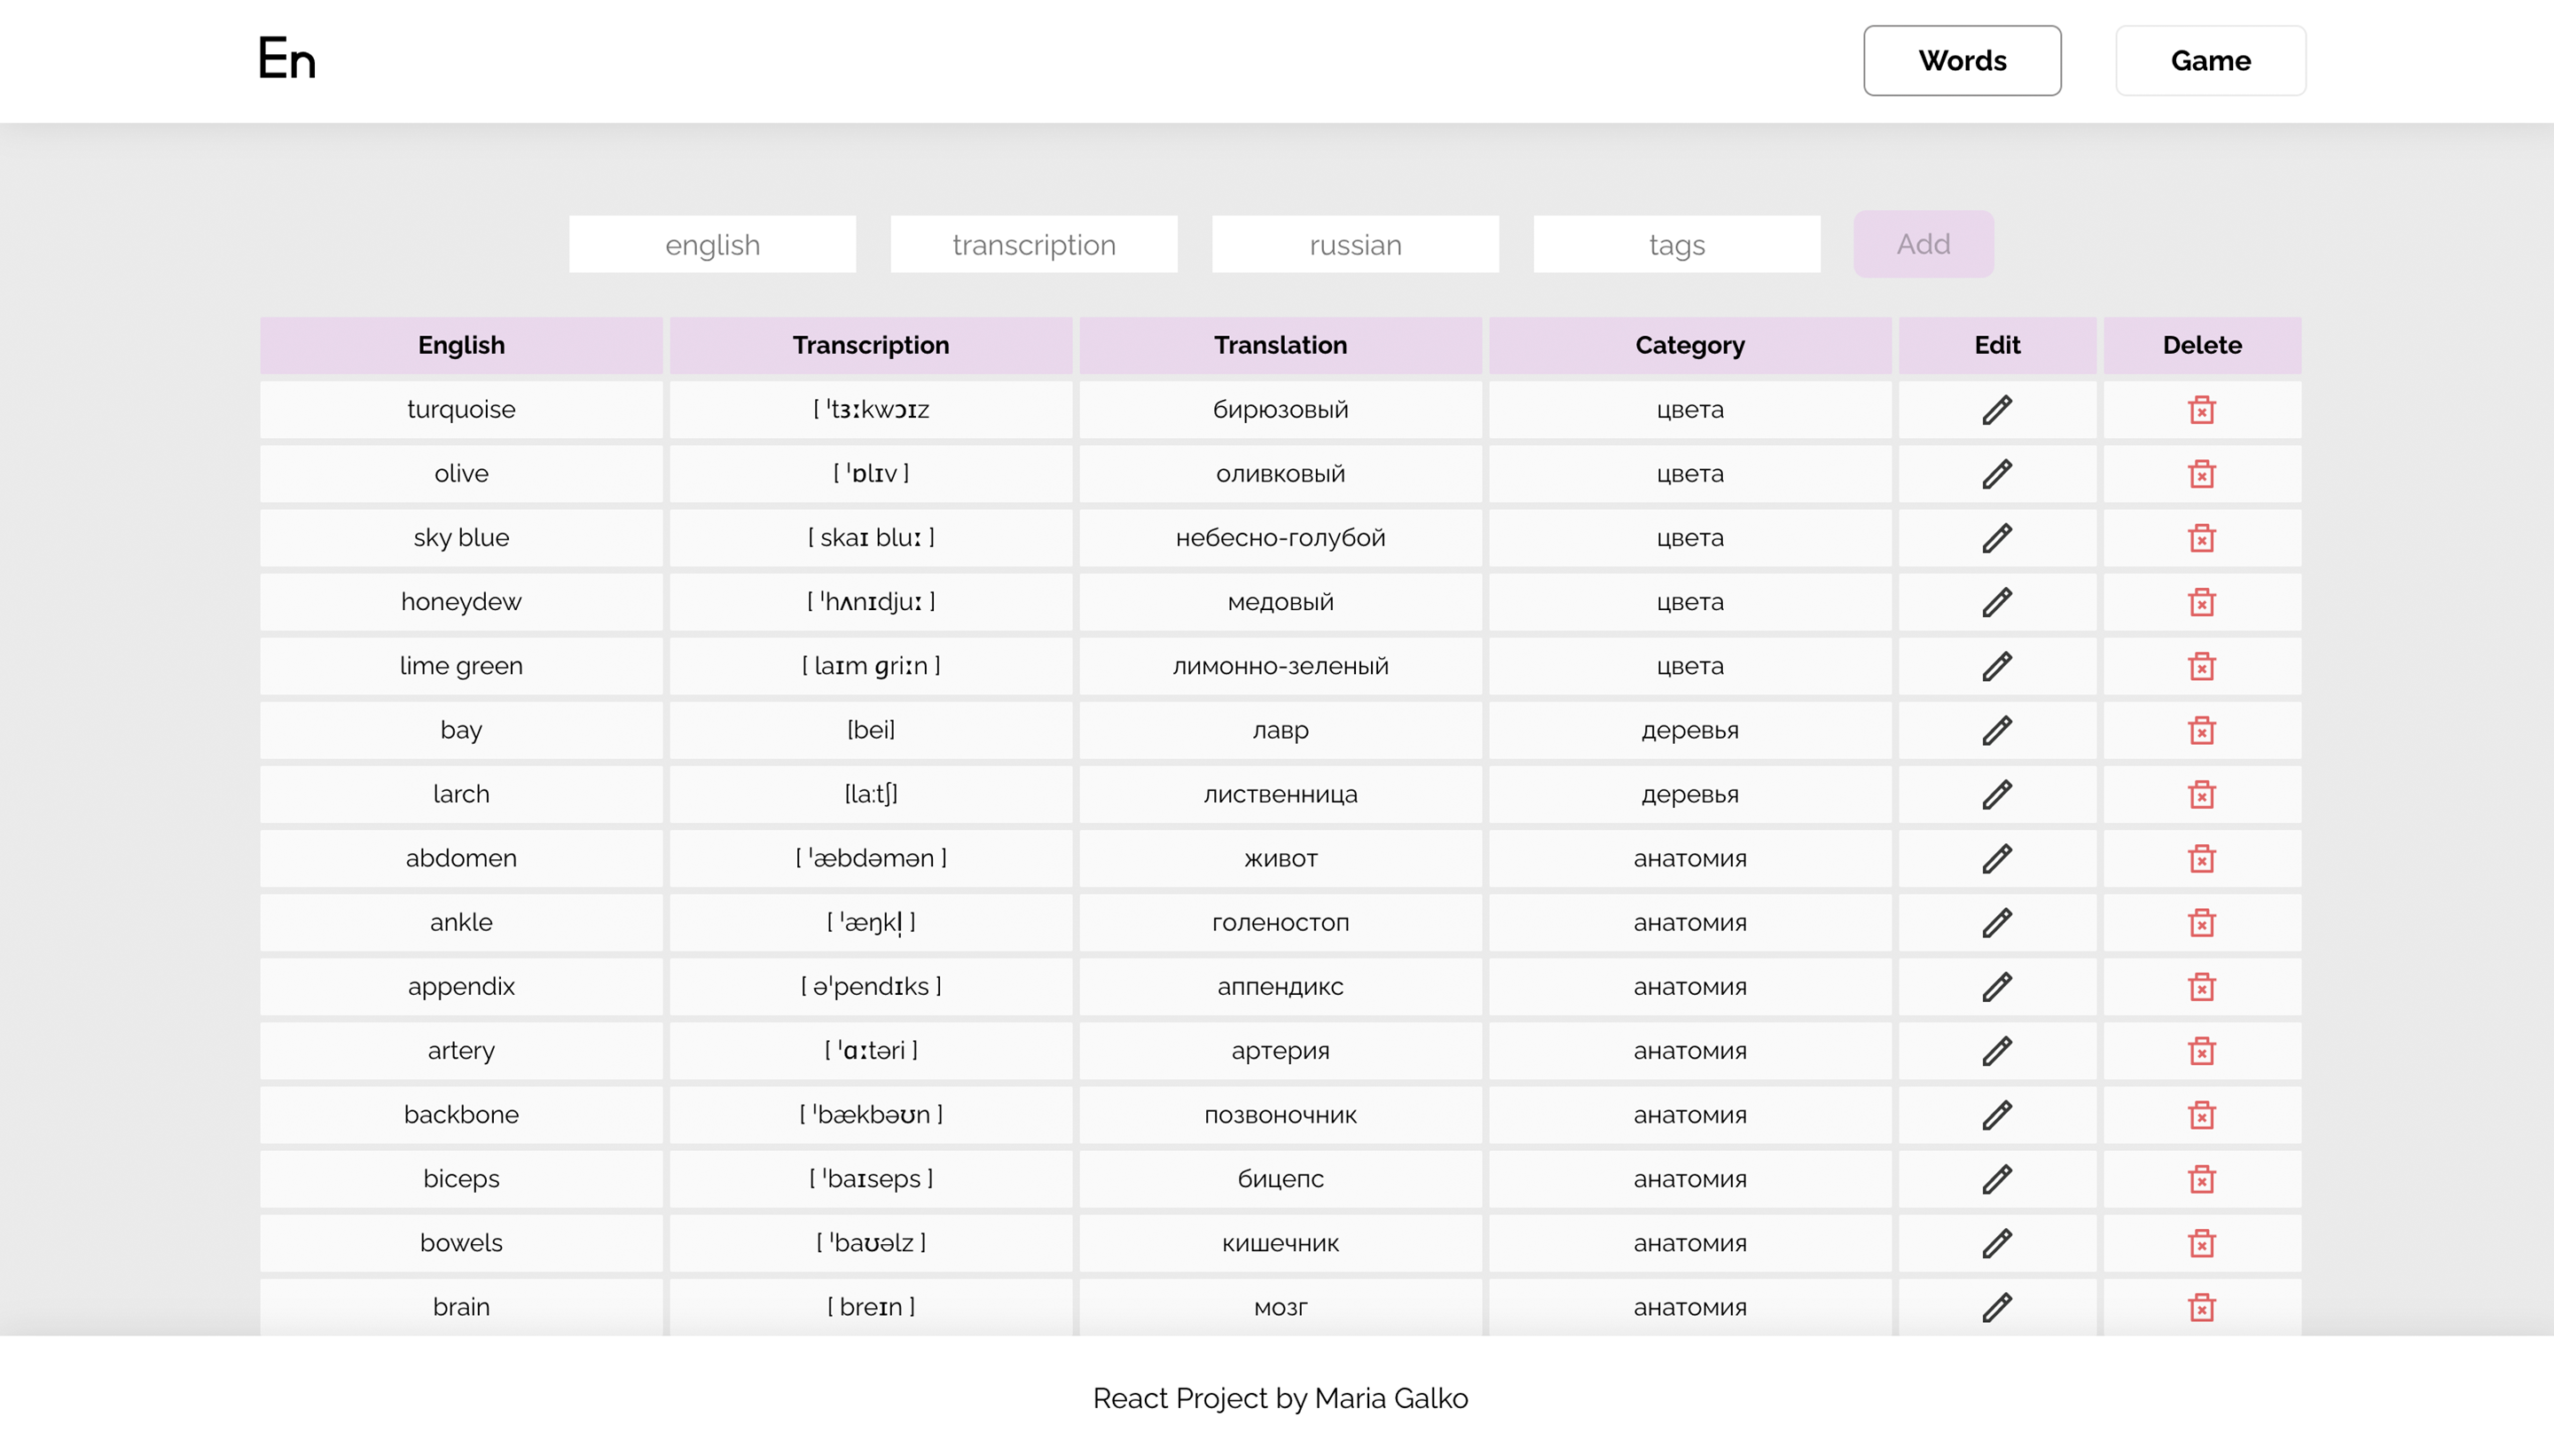 En Words Game
english transcription russian tags Add
English Transcription Translation Category Edit Delete
turquoise [ ˈtɜːkwɔɪz бирюзовый цвета
olive [ ˈɒlɪv ] оливковый цвета
sky blue [ skaɪ bluː ] небесно-голубой цвета
honeydew [ ˈhʌnɪdjuː ] медовый цвета
lime green [ laɪm ɡriːn ] лимонно-зеленый цвета
bay [bei] лавр деревья
larch [la:tʃ] лиственница деревья
abdomen [ ˈæbdəmən ] живот анатомия
ankle [ ˈæŋkl̩ ] голеностоп анатомия
appendix [ əˈpendɪks ] аппендикс анатомия
artery [ ˈɑːtəri ] артерия анатомия
backbone [ ˈbækbəʊn ] позвоночник анатомия
biceps [ ˈbaɪseps ] бицепс анатомия
bowels [ ˈbaʊəlz ] кишечник анатомия
brain [ breɪn ] мозг анатомия
React Project by Maria Galko